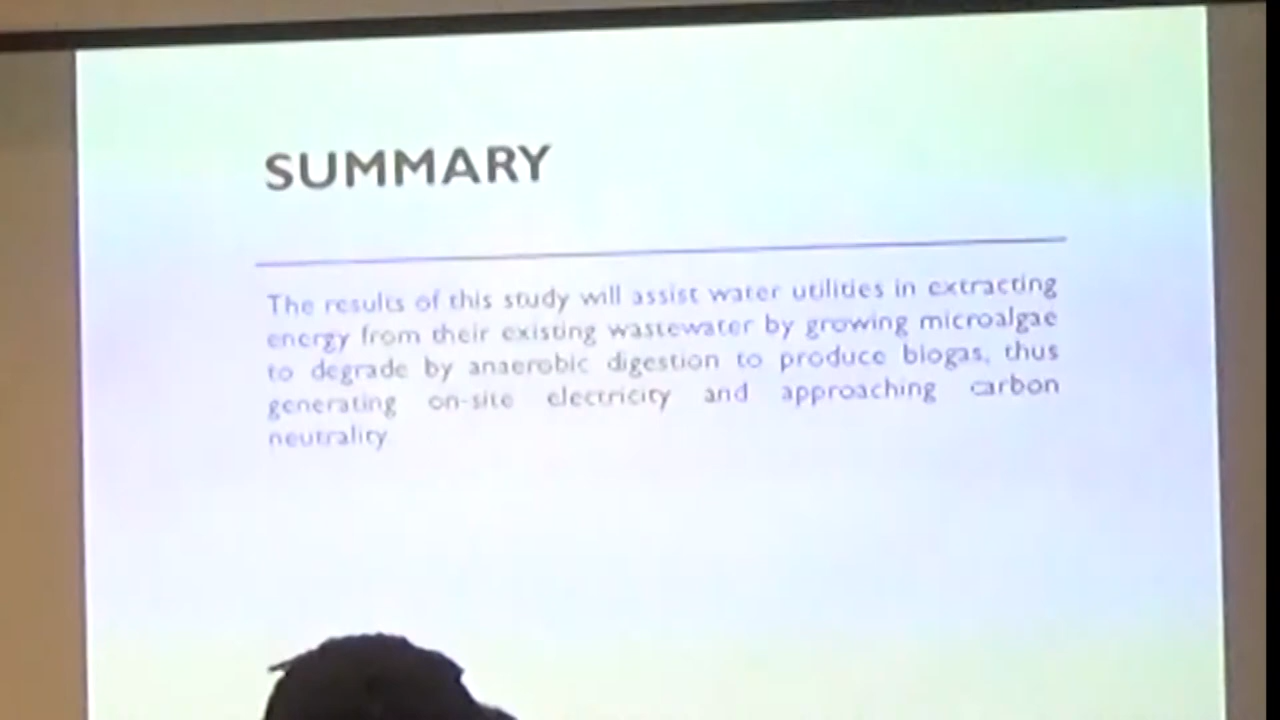 SUMMARY
The results of this study will assist water utilities in extracting
energy from their existing wastewater by growing microalgae
to degrade by anaerobic digestion to produce biogas, thus
generating on-site electricity and approaching carbon
neutrality